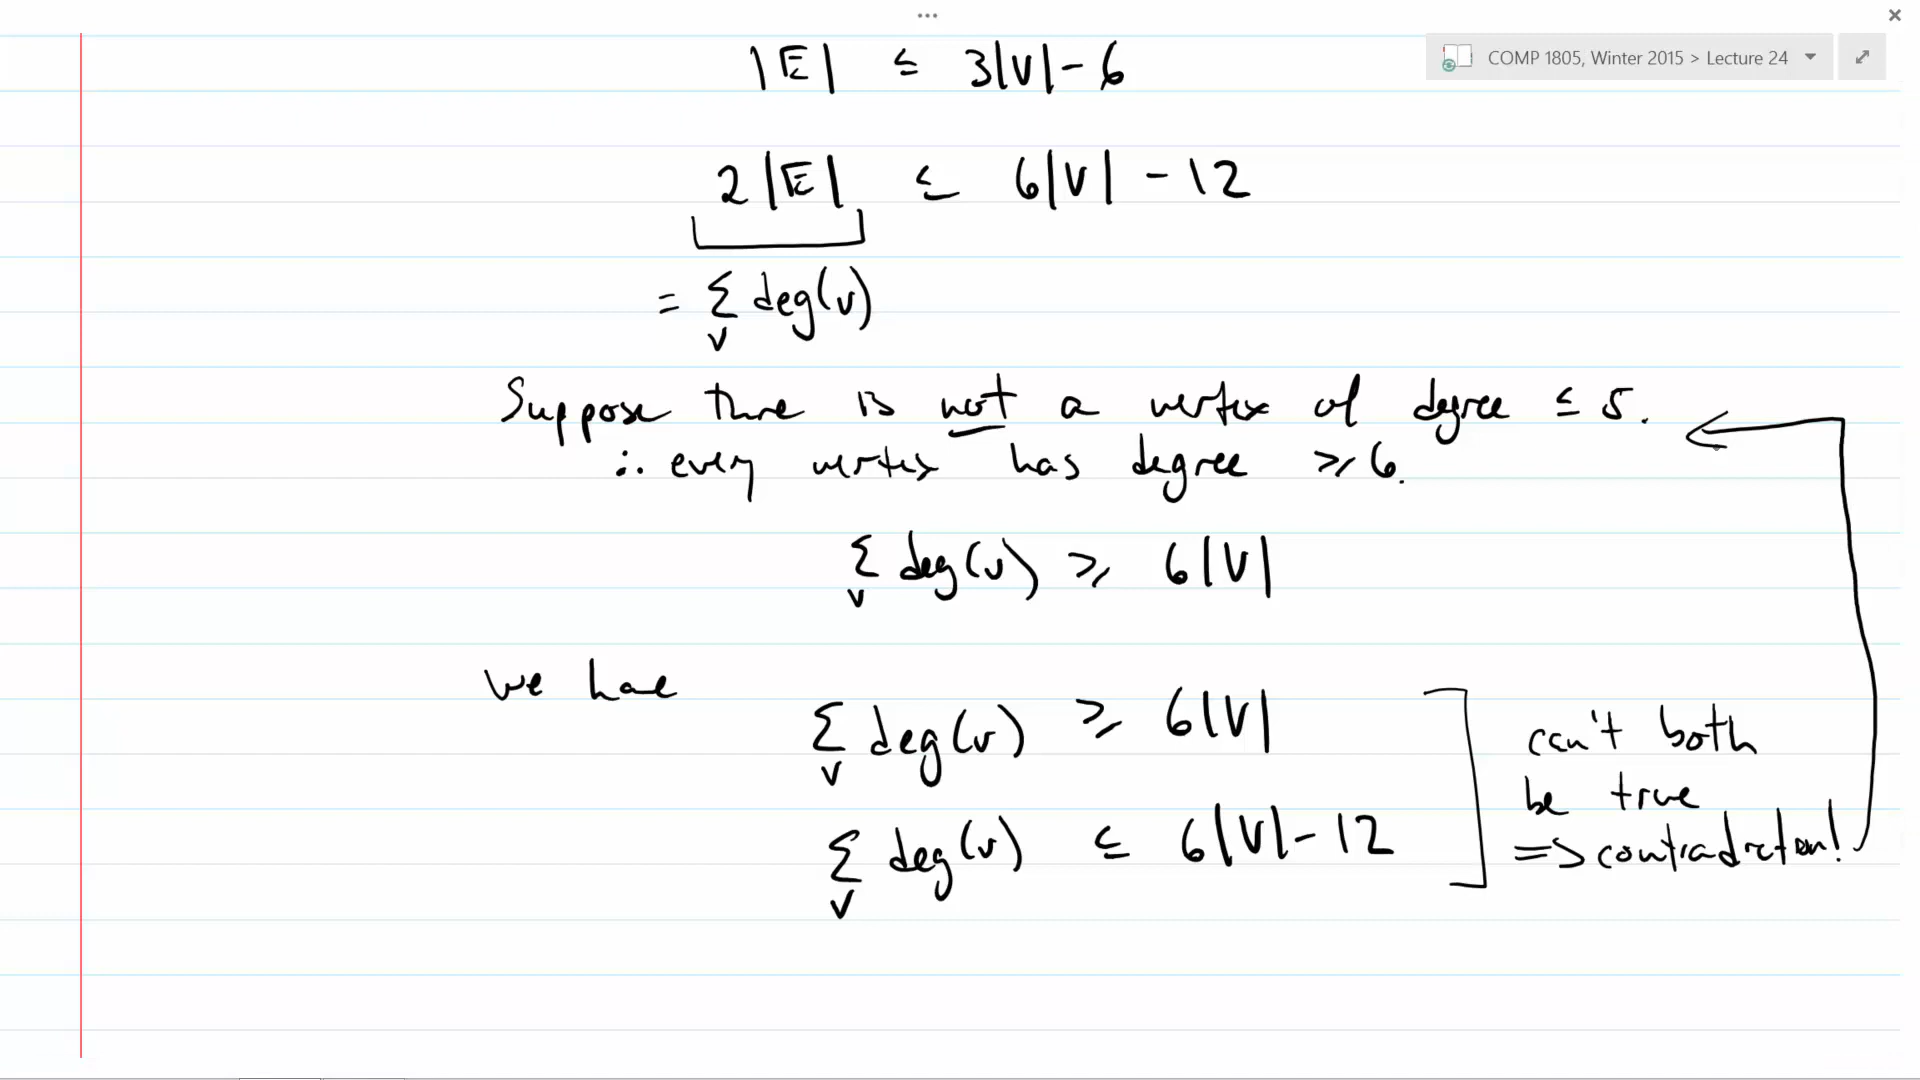 COMP 1805, Winter 2015 > Lecture 24
|E| ≤ 3|V| - 6
2|E| ≤ 6|V| - 12
= Σ deg(v)
v
Suppose there is not a vertex of degree ≤ 5.
∴ every vertex has degree ≥ 6.
Σ deg(v) ≥ 6|V|
v
We have
Σ deg(v) ≥ 6|V|
v
Σ deg(v) ≤ 6|V| - 12
v
can't both
be true
=> contradiction!